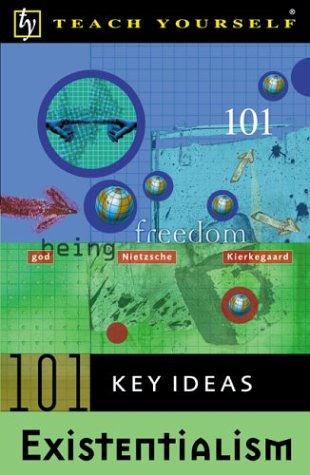 ty TEACH YOURSELF®
101
freedom
being
god Nietzsche Kierkegaard
101 KEY IDEAS
Existentialism